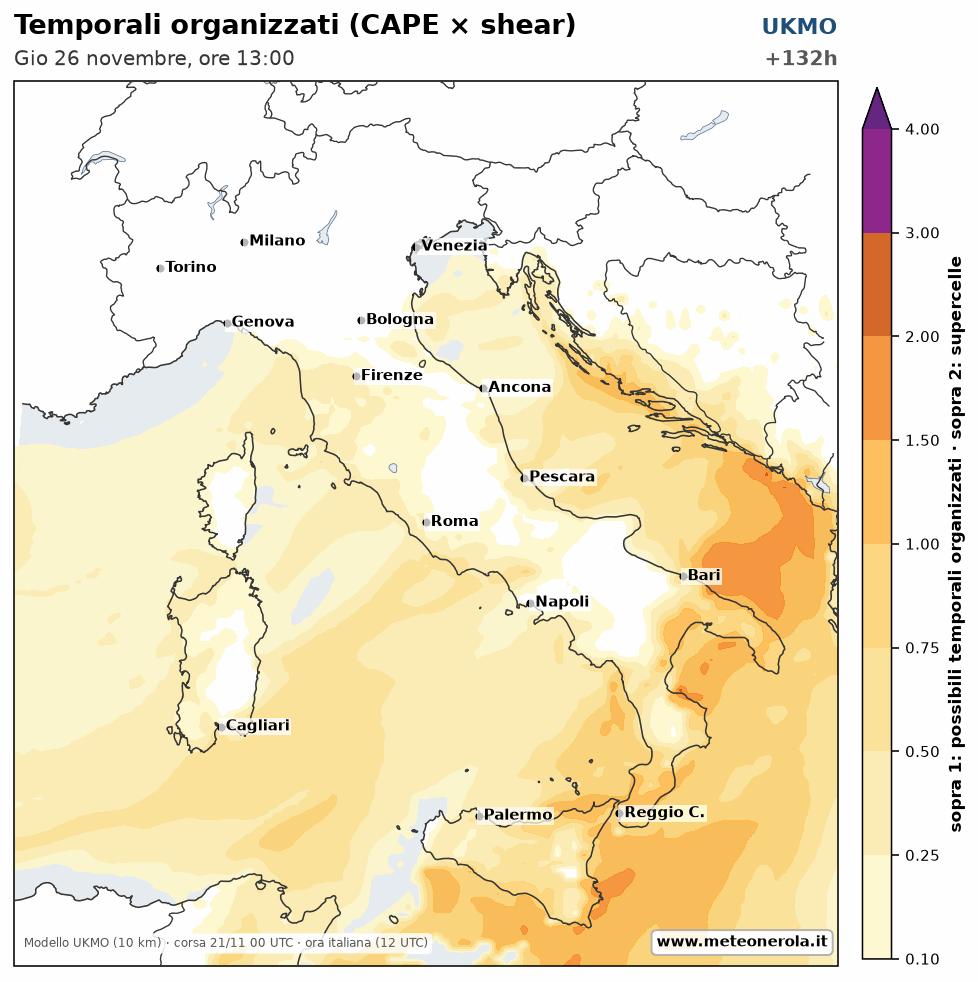 Temporali organizzati (CAPE × shear)
UKMO
Gio 26 novembre, ore 13:00
+132h
Milano
Venezia
Torino
Genova
Bologna
Firenze
Ancona
Pescara
Roma
Bari
Napoli
Cagliari
Palermo
Reggio C.
4.00
3.00
2.00
1.50
1.00
0.75
0.50
0.25
0.10
sopra 1: possibili temporali organizzati · sopra 2: supercelle
Modello UKMO (10 km) · corsa 21/11 00 UTC · ora italiana (12 UTC)
www.meteonerola.it